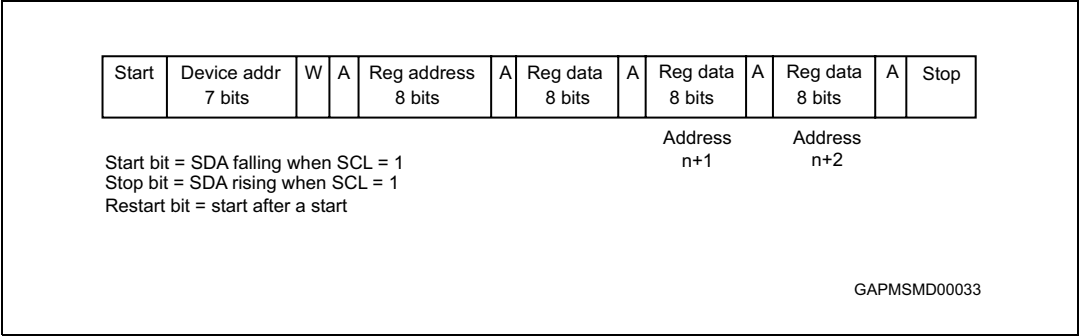 Start Device addr W A Reg address A Reg data A Reg data A Reg data A Stop
7 bits 8 bits 8 bits 8 bits 8 bits
Address Address
n+1 n+2
Start bit = SDA falling when SCL = 1
Stop bit = SDA rising when SCL = 1
Restart bit = start after a start
GAPMSMD00033